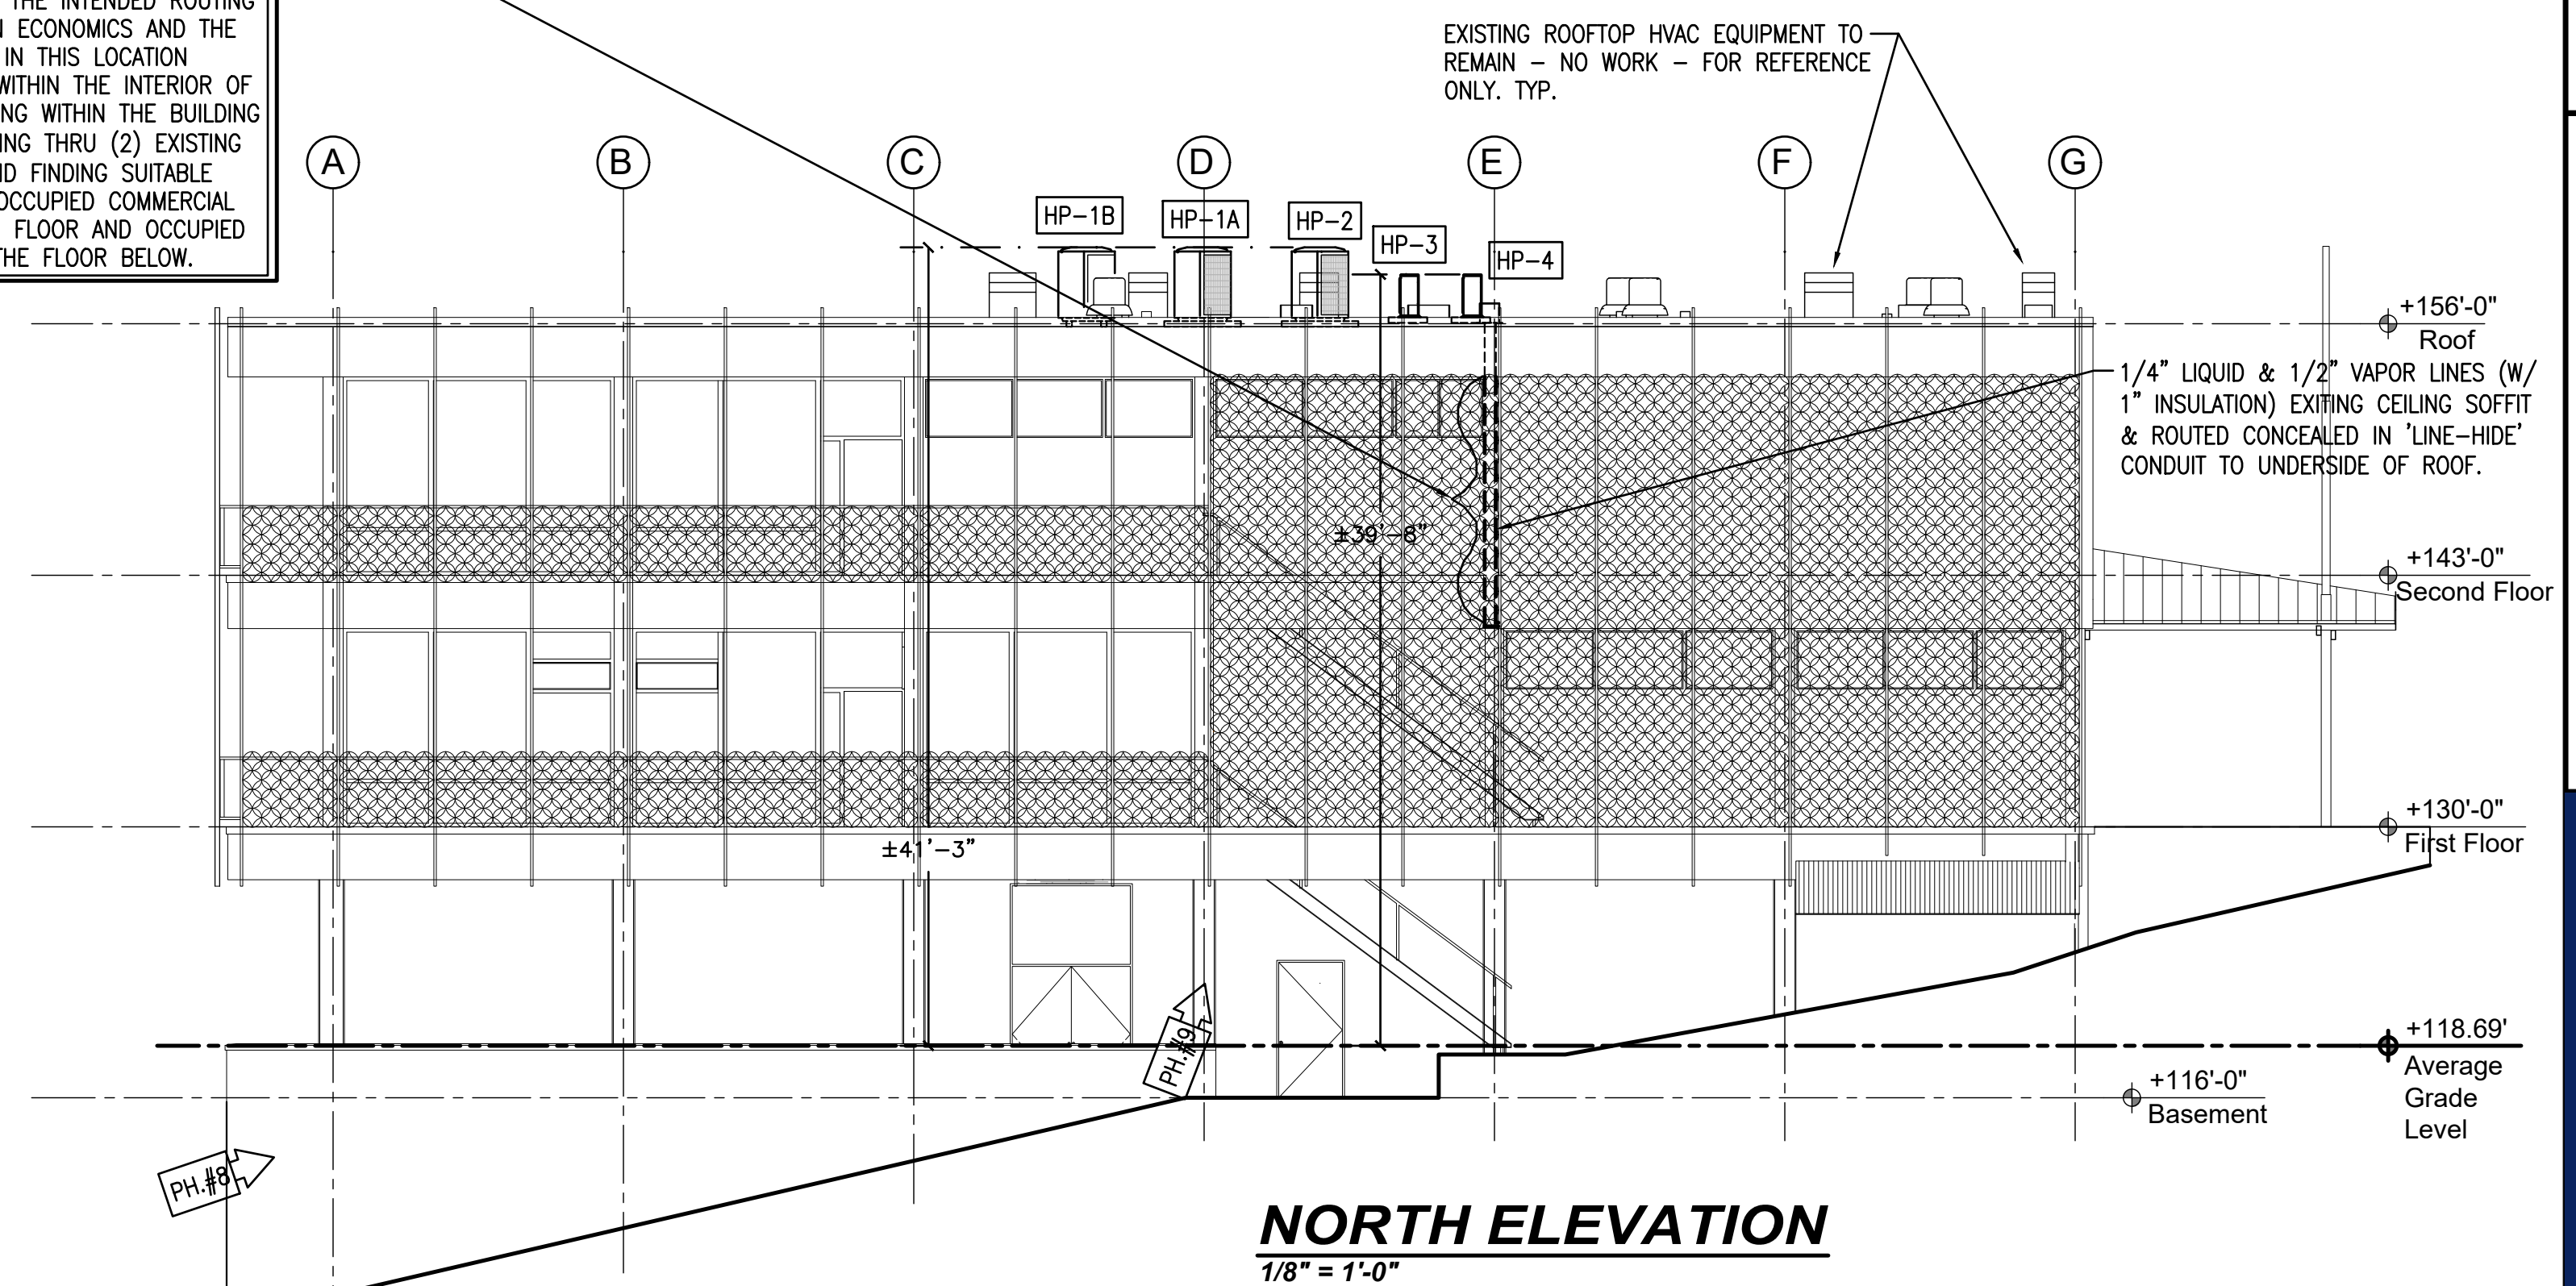 THE INTENDED ROUTING
ECONOMICS AND THE
IN THIS LOCATION
WITHIN THE INTERIOR OF
WITHIN THE BUILDING
THRU (2) EXISTING
FINDING SUITABLE
OCCUPIED COMMERCIAL
FLOOR AND OCCUPIED
THE FLOOR BELOW.
EXISTING ROOFTOP HVAC EQUIPMENT TO
REMAIN – NO WORK – FOR REFERENCE
ONLY. TYP.
A
B
C
D
E
F
G
HP-1B
HP-1A
HP-2
HP-3
HP-4
+156'-0"
Roof
1/4" LIQUID & 1/2" VAPOR LINES (W/
1" INSULATION) EXITING CEILING SOFFIT
& ROUTED CONCEALED IN 'LINE-HIDE'
CONDUIT TO UNDERSIDE OF ROOF.
±39'-8"
+143'-0"
Second Floor
+130'-0"
First Floor
±41'-3"
+118.69'
Average
Grade
Level
+116'-0"
Basement
PH.#9
PH.#8
NORTH ELEVATION
1/8" = 1'-0"